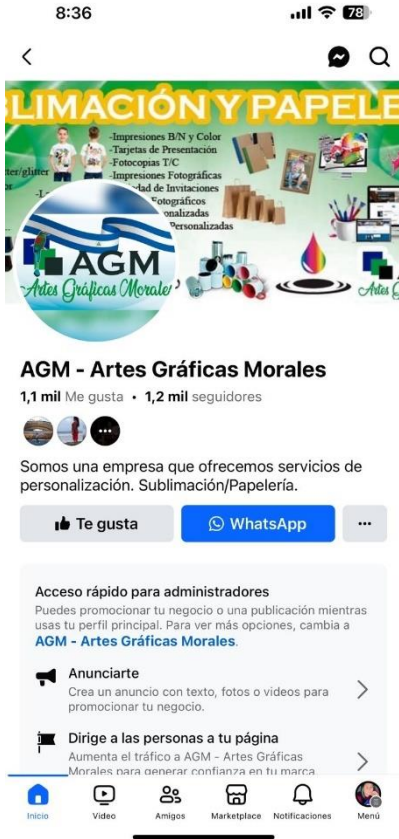 8:36
78
LIMACIÓN Y PAPELE
-Impresiones B/N y Color
-Tarjetas de Presentación
-Fotocopias T/C
-Impresiones Fotográficas
de Invitaciones
Fotográficos
Personalizadas
AGM
Artes Gráficas Morales
Artes
AGM - Artes Gráficas Morales
1,1 mil Me gusta • 1,2 mil seguidores
Somos una empresa que ofrecemos servicios de
personalización. Sublimación/Papelería.
Te gusta
WhatsApp
Acceso rápido para administradores
Puedes promocionar tu negocio o una publicación mientras
usas tu perfil principal. Para ver más opciones, cambia a
AGM - Artes Gráficas Morales.
Anunciarte
Crea un anuncio con texto, fotos o videos para
promocionar tu negocio.
Dirige a las personas a tu página
Aumenta el tráfico a AGM - Artes Gráficas
Morales para generar confianza en tu marca
Inicio
Video
Amigos
Marketplace
Notificaciones
Menú